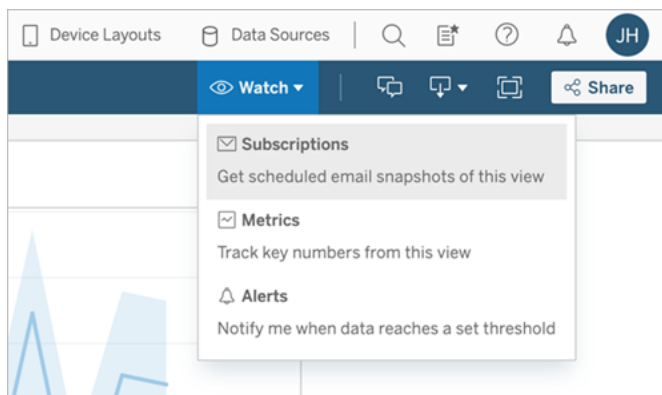 Device Layouts Data Sources JH
Watch Share
Subscriptions
Get scheduled email snapshots of this view
Metrics
Track key numbers from this view
Alerts
Notify me when data reaches a set threshold